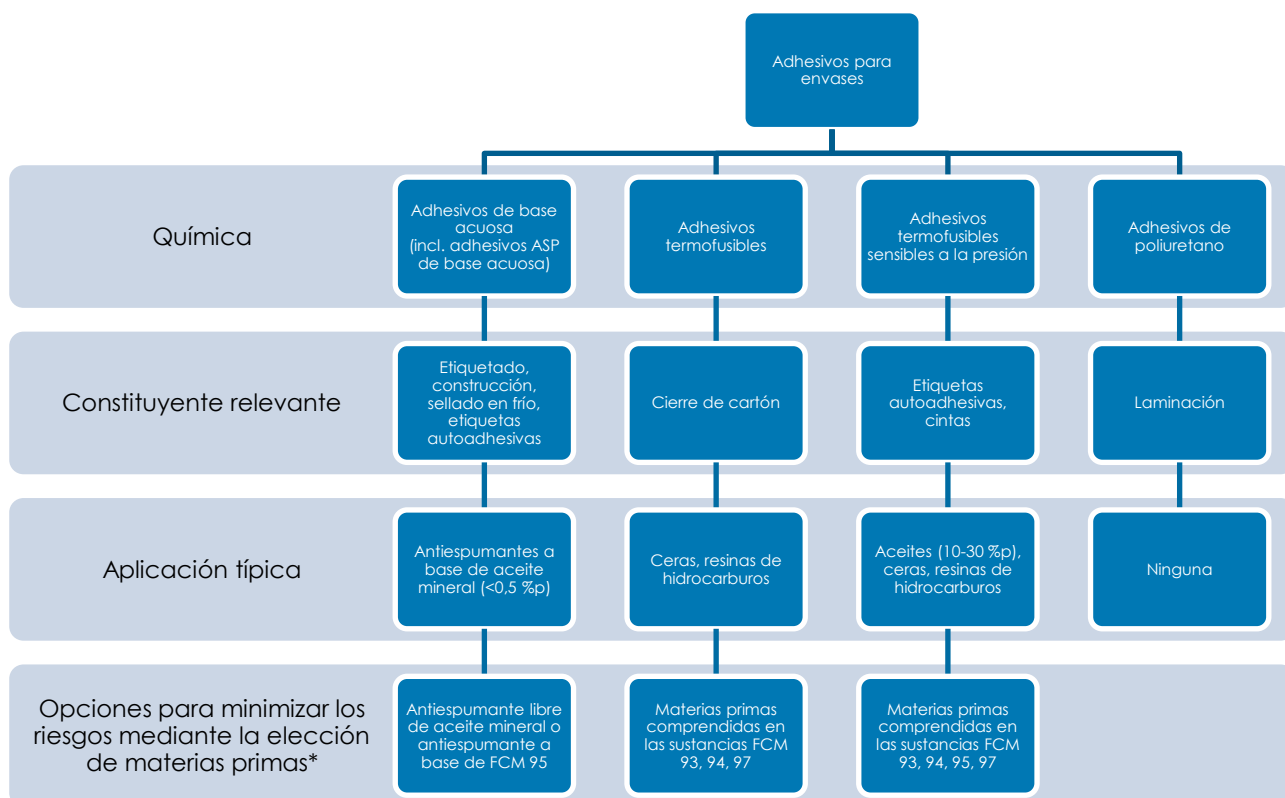 Adhesivos para
envases
Química
Adhesivos de base
acuosa
(incl. adhesivos ASP
de base acuosa)
Adhesivos
termofusibles
Adhesivos
termofusibles
sensibles a la presión
Adhesivos de
poliuretano
Constituyente relevante
Etiquetado,
construcción,
sellado en frío,
etiquetas
autoadhesivas
Cierre de cartón
Etiquetas
autoadhesivas,
cintas
Laminación
Aplicación típica
Antiespumantes a
base de aceite
mineral (<0,5 %p)
Ceras, resinas de
hidrocarburos
Aceites (10-30 %p),
ceras, resinas de
hidrocarburos
Ninguna
Opciones para minimizar los
riesgos mediante la elección
de materias primas*
Antiespumante libre
de aceite mineral o
antiespumante a
base de FCM 95
Materias primas
comprendidas en
las sustancias FCM
93, 94, 97
Materias primas
comprendidas en
las sustancias FCM
93, 94, 95, 97